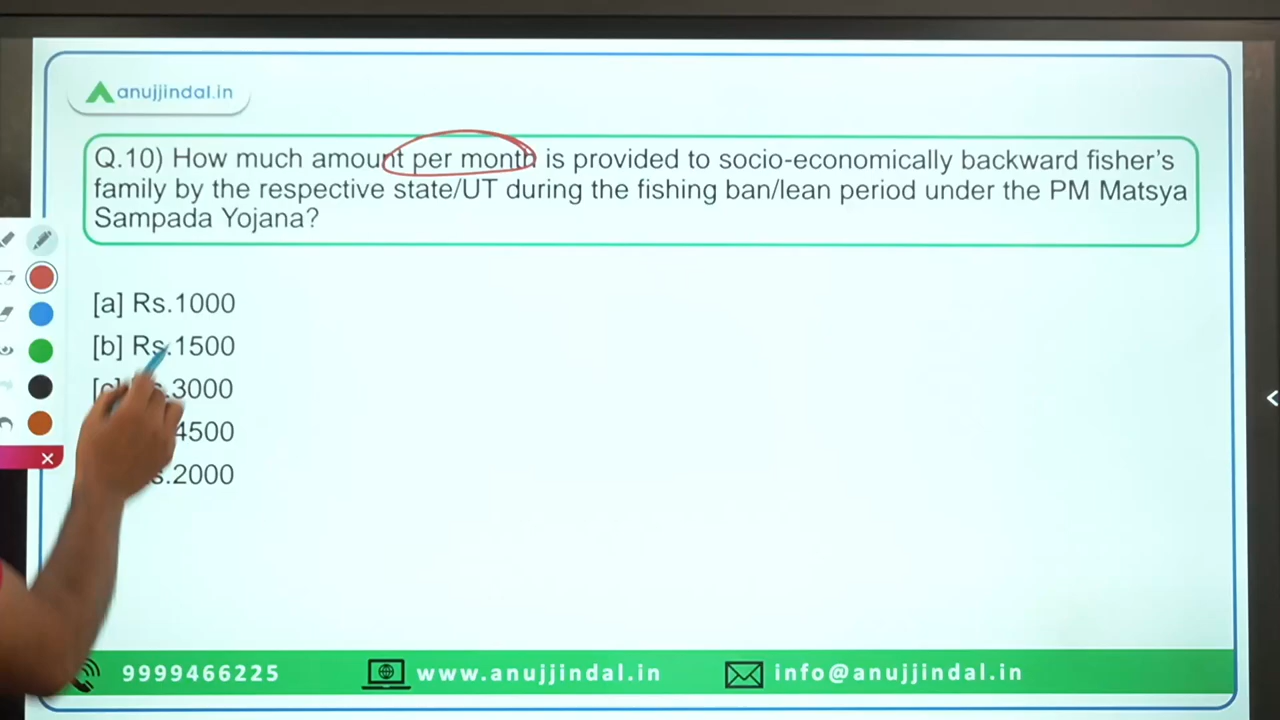 anujjindal.in
Q.10) How much amount per month is provided to socio-economically backward fisher's
family by the respective state/UT during the fishing ban/lean period under the PM Matsya
Sampada Yojana?
[a] Rs.1000
[b] Rs.1500
[c] Rs.3000
4500
s.2000
9999466225 www.anujjindal.in info@anujjindal.in